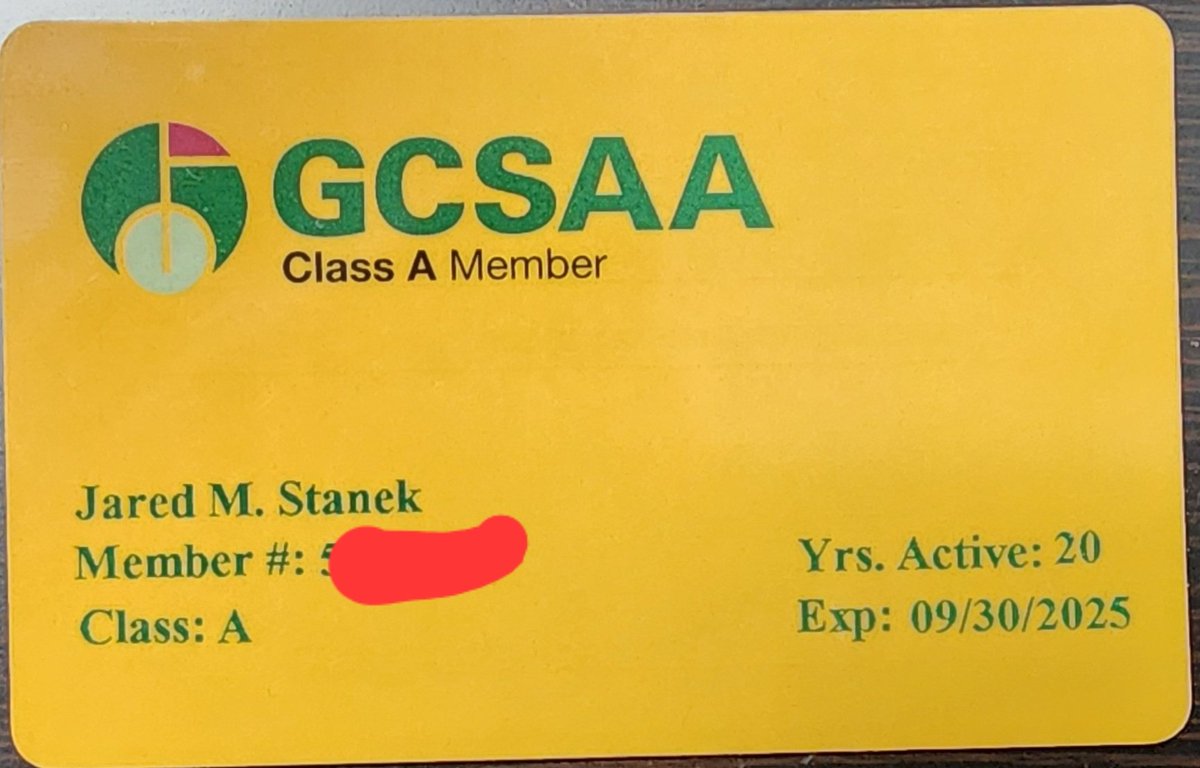 GCSAA
Class A Member
Jared M. Stanek
Member #: 5
Class: A
Yrs. Active: 20
Exp: 09/30/2025